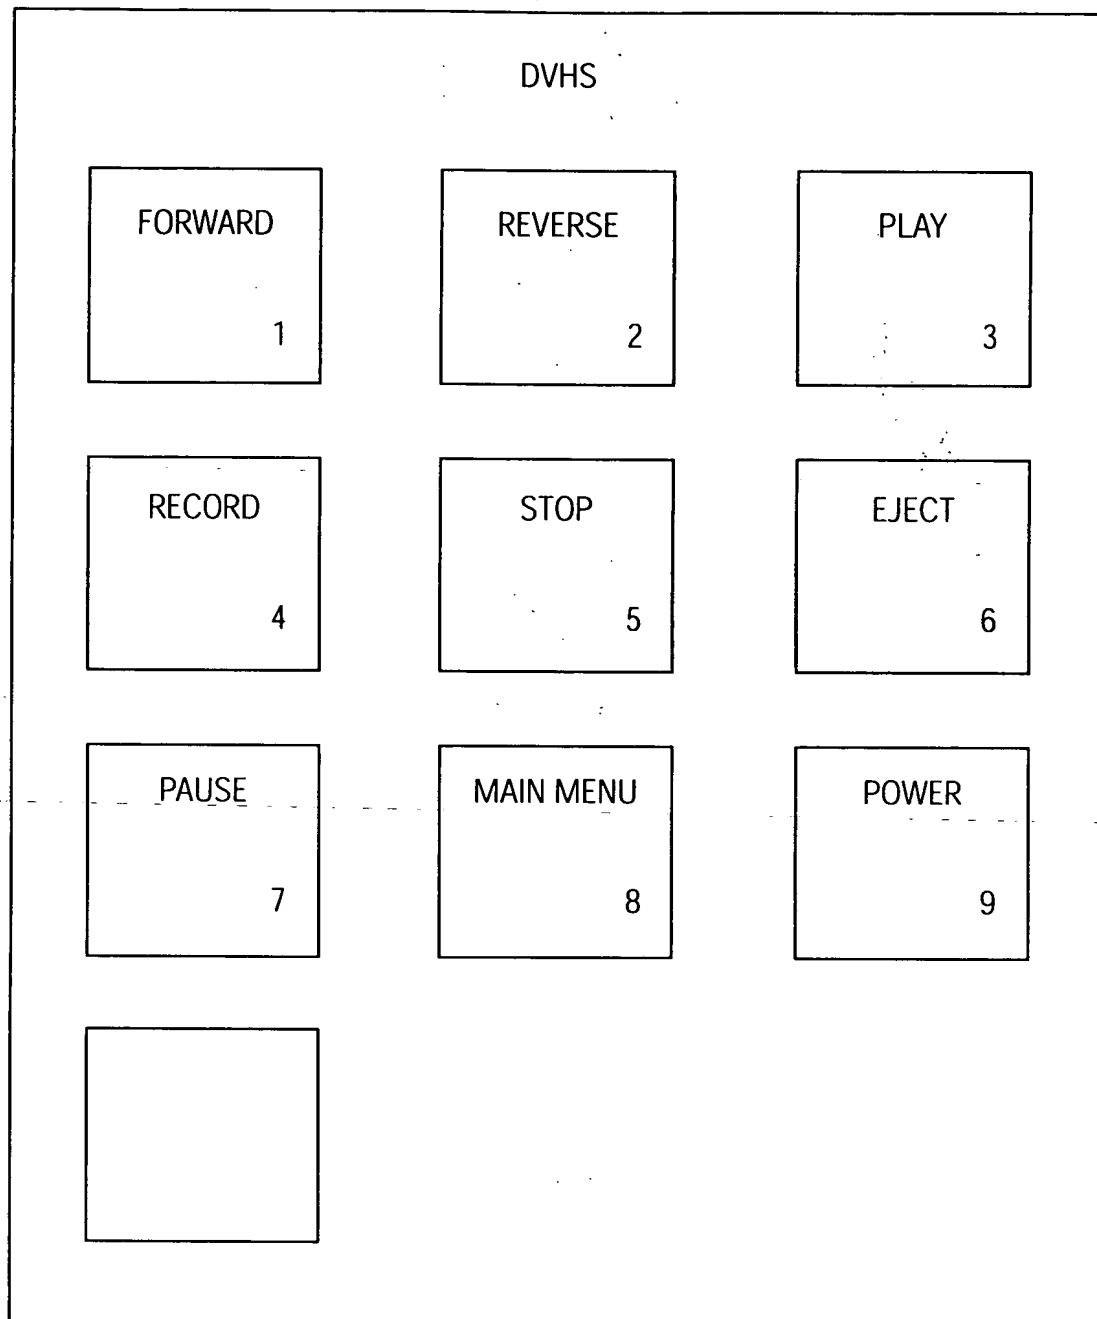 DVHS
FORWARD
1
REVERSE
2
PLAY
3
RECORD
4
STOP
5
EJECT
6
PAUSE
7
MAIN MENU
8
POWER
9